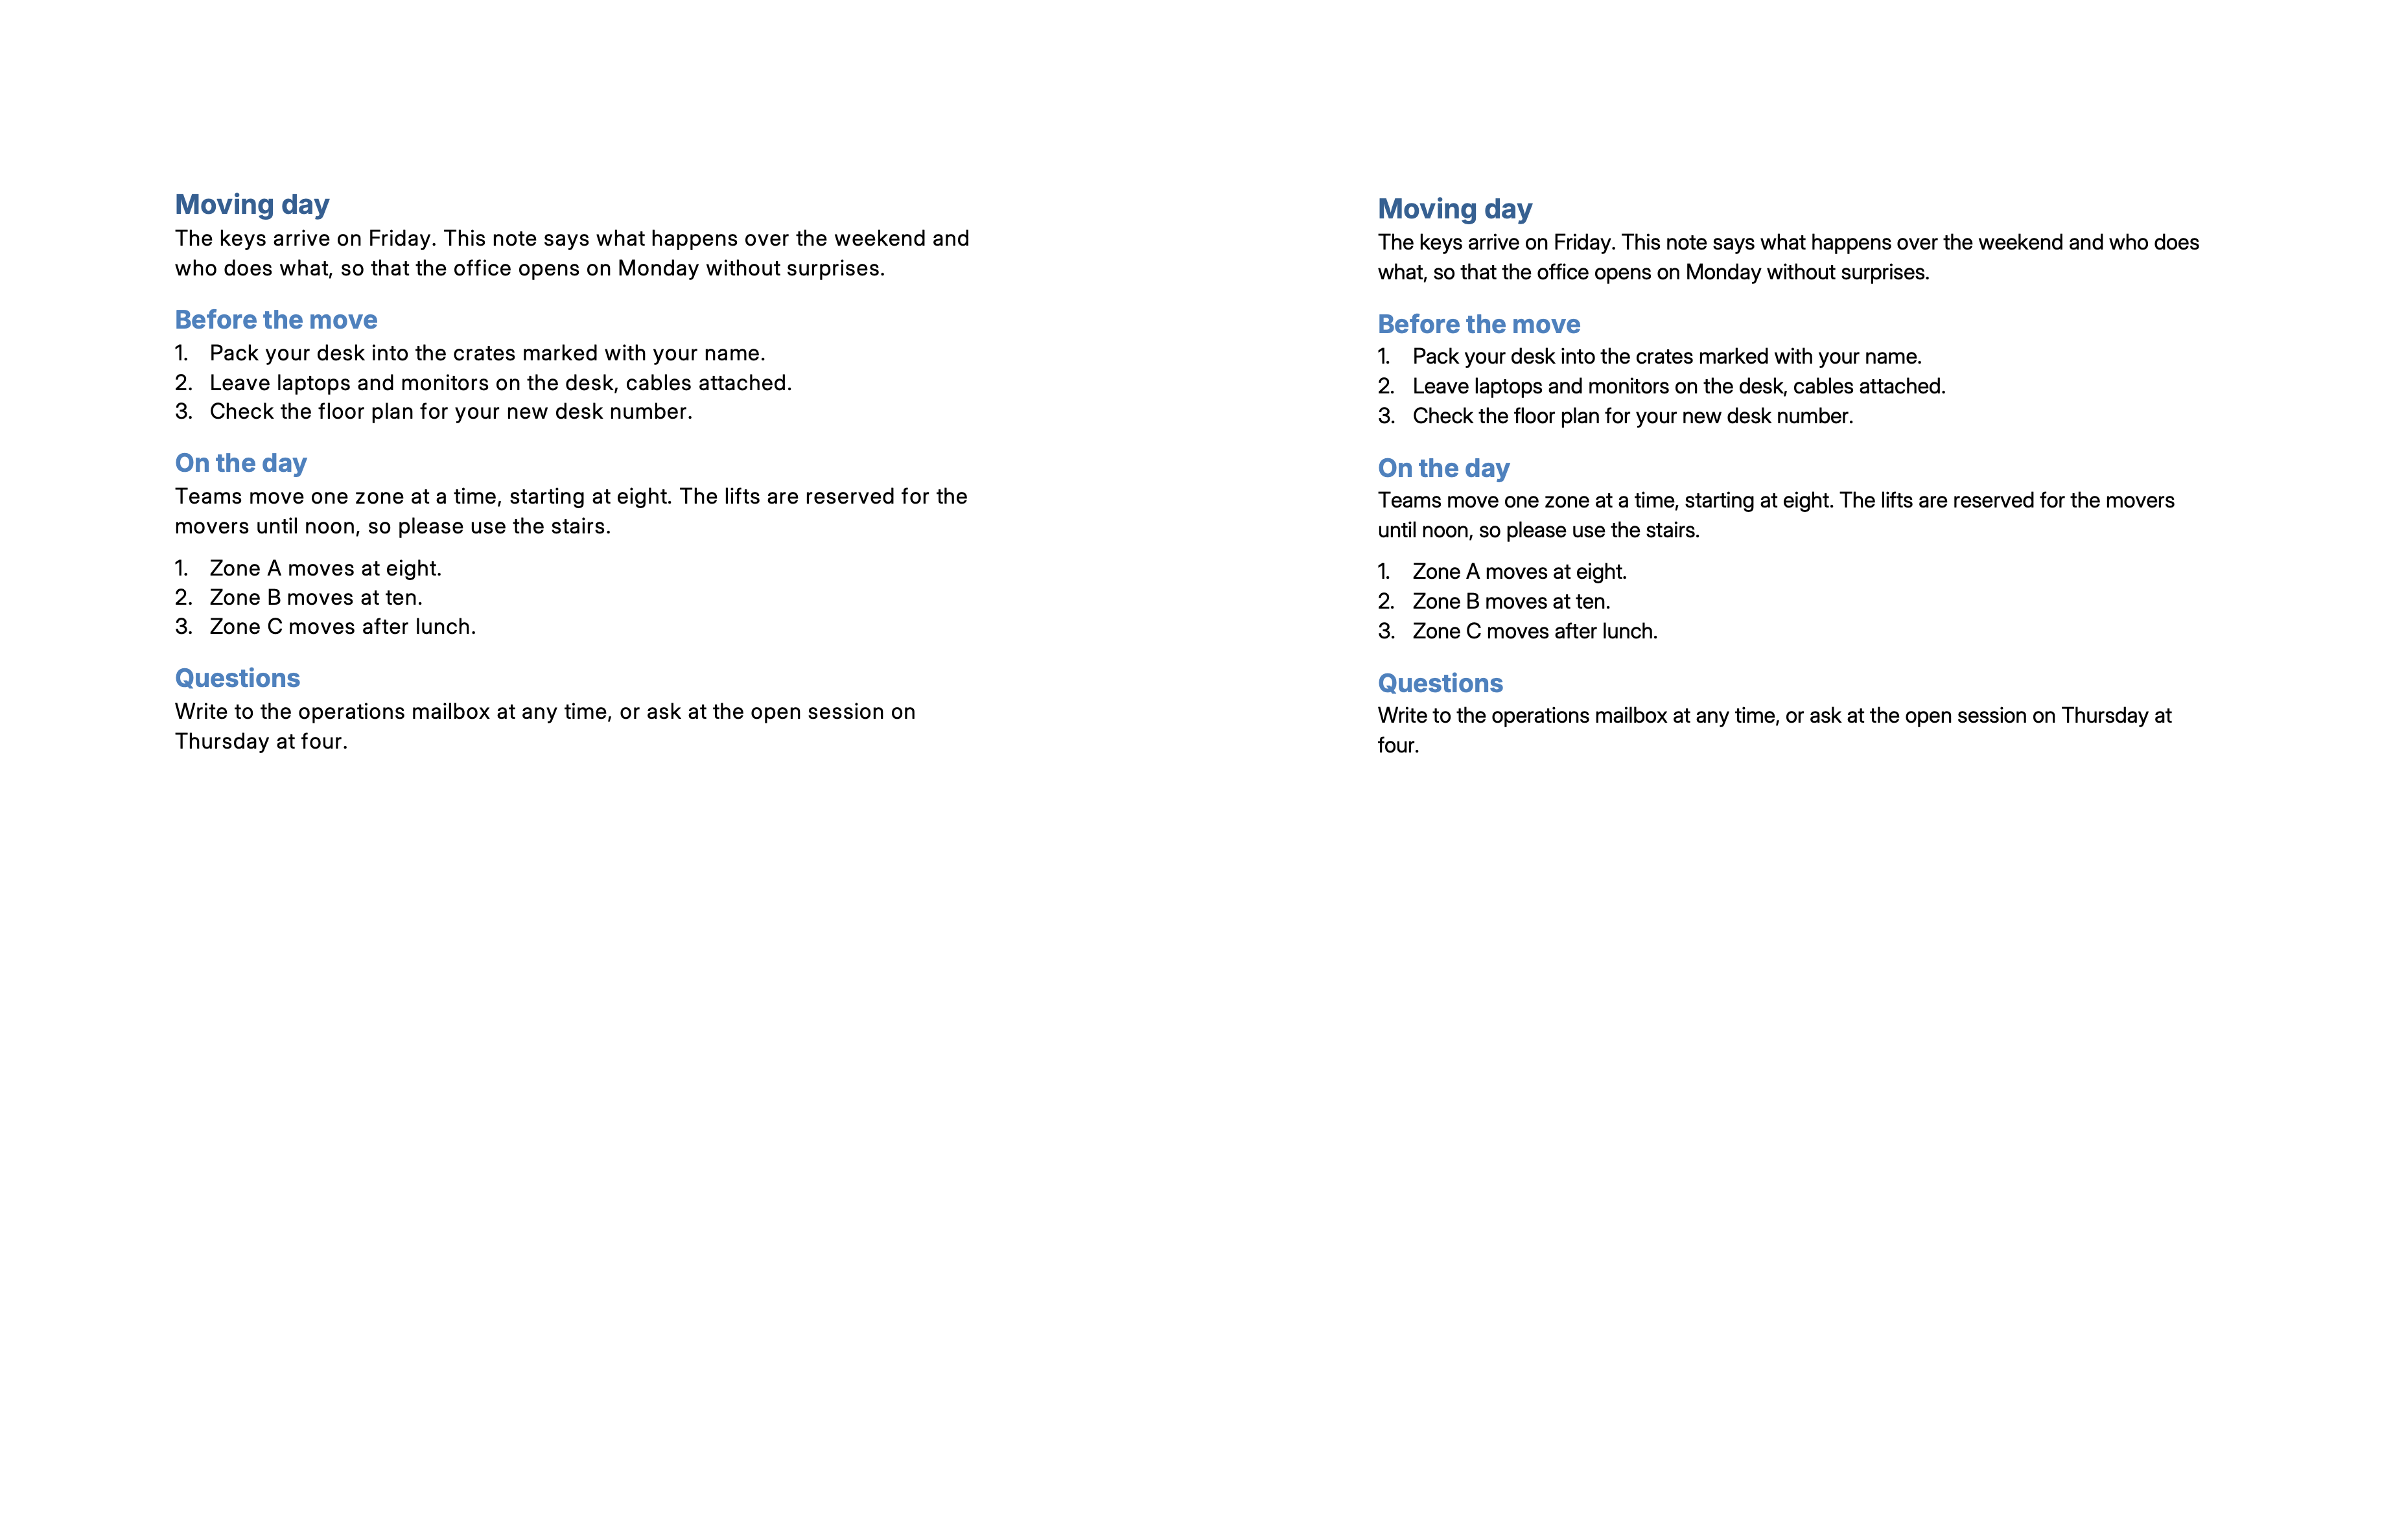 Moving day
The keys arrive on Friday. This note says what happens over the weekend and
who does what, so that the office opens on Monday without surprises.
Before the move
1. Pack your desk into the crates marked with your name.
2. Leave laptops and monitors on the desk, cables attached.
3. Check the floor plan for your new desk number.
On the day
Teams move one zone at a time, starting at eight. The lifts are reserved for the
movers until noon, so please use the stairs.
1. Zone A moves at eight.
2. Zone B moves at ten.
3. Zone C moves after lunch.
Questions
Write to the operations mailbox at any time, or ask at the open session on
Thursday at four.
Moving day
The keys arrive on Friday. This note says what happens over the weekend and who does
what, so that the office opens on Monday without surprises.
Before the move
1. Pack your desk into the crates marked with your name.
2. Leave laptops and monitors on the desk, cables attached.
3. Check the floor plan for your new desk number.
On the day
Teams move one zone at a time, starting at eight. The lifts are reserved for the movers
until noon, so please use the stairs.
1. Zone A moves at eight.
2. Zone B moves at ten.
3. Zone C moves after lunch.
Questions
Write to the operations mailbox at any time, or ask at the open session on Thursday at
four.